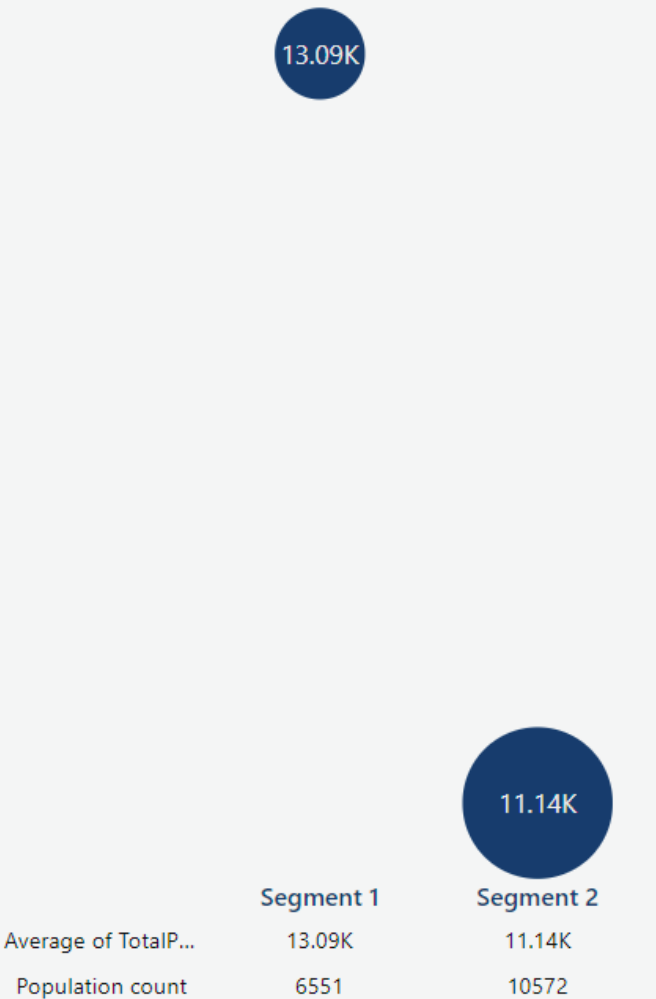 13.09K
11.14K
Segment 1 Segment 2
Average of TotalP... 13.09K 11.14K
Population count 6551 10572